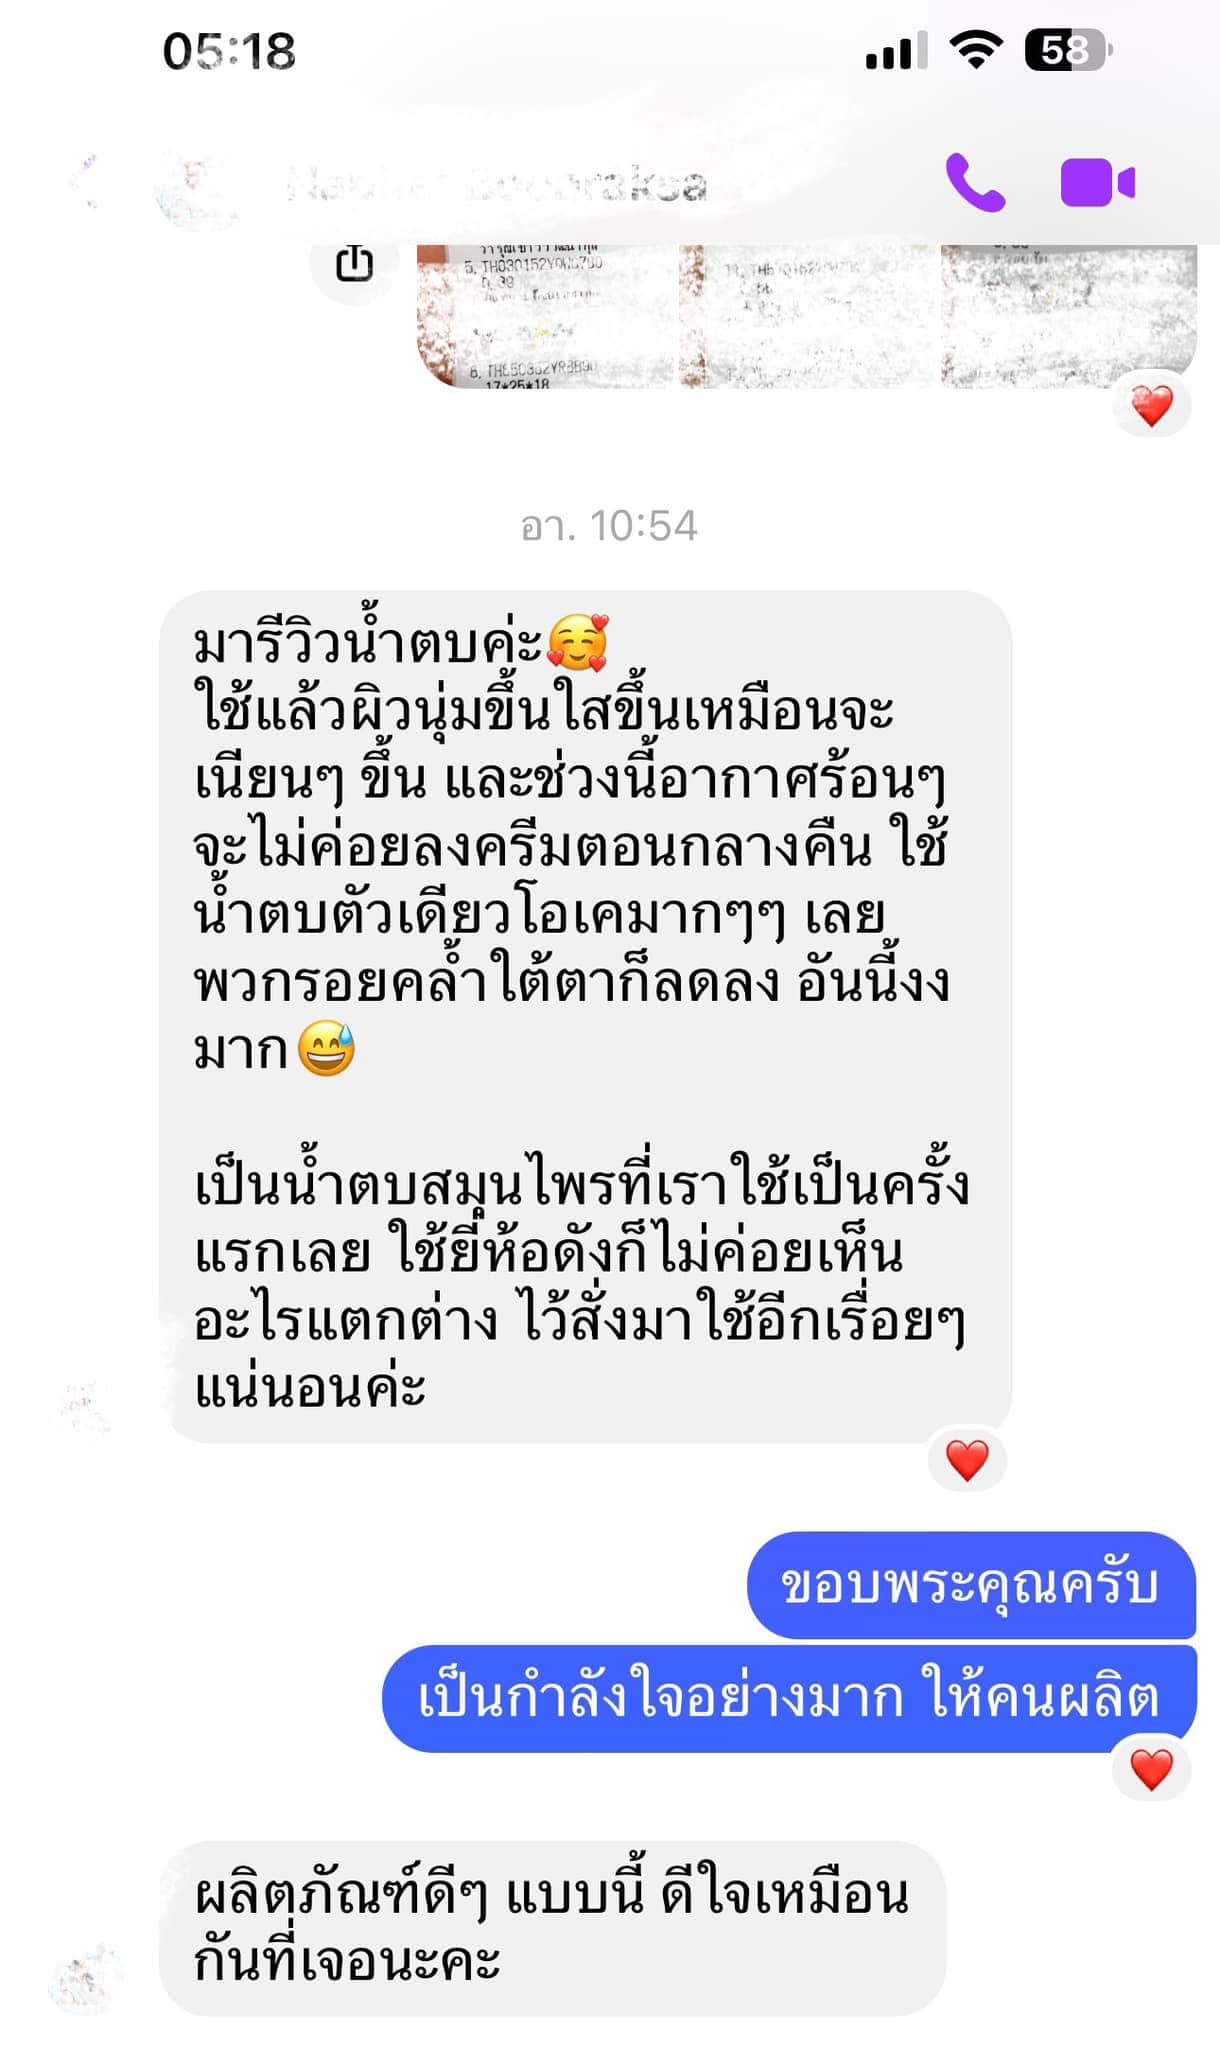 05:18
58
อา. 10:54
มารีวิวน้ำตบค่ะ🥰
ใช้แล้วผิวนุ่มขึ้นใสขึ้นเหมือนจะ
เนียนๆ ขึ้น และช่วงนี้อากาศร้อนๆ
จะไม่ค่อยลงครีมตอนกลางคืน ใช้
น้ำตบตัวเดียวโอเคมากๆๆ เลย
พวกรอยคล้ำใต้ตาก็ลดลง อันนี้งง
มาก😅
เป็นน้ำตบสมุนไพรที่เราใช้เป็นครั้ง
แรกเลย ใช้ยี่ห้อดังก็ไม่ค่อยเห็น
อะไรแตกต่าง ไว้สั่งมาใช้อีกเรื่อยๆ
แน่นอนค่ะ
ขอบพระคุณครับ
เป็นกำลังใจอย่างมาก ให้คนผลิต
ผลิตภัณฑ์ดีๆ แบบนี้ ดีใจเหมือน
กันที่เจอนะคะ